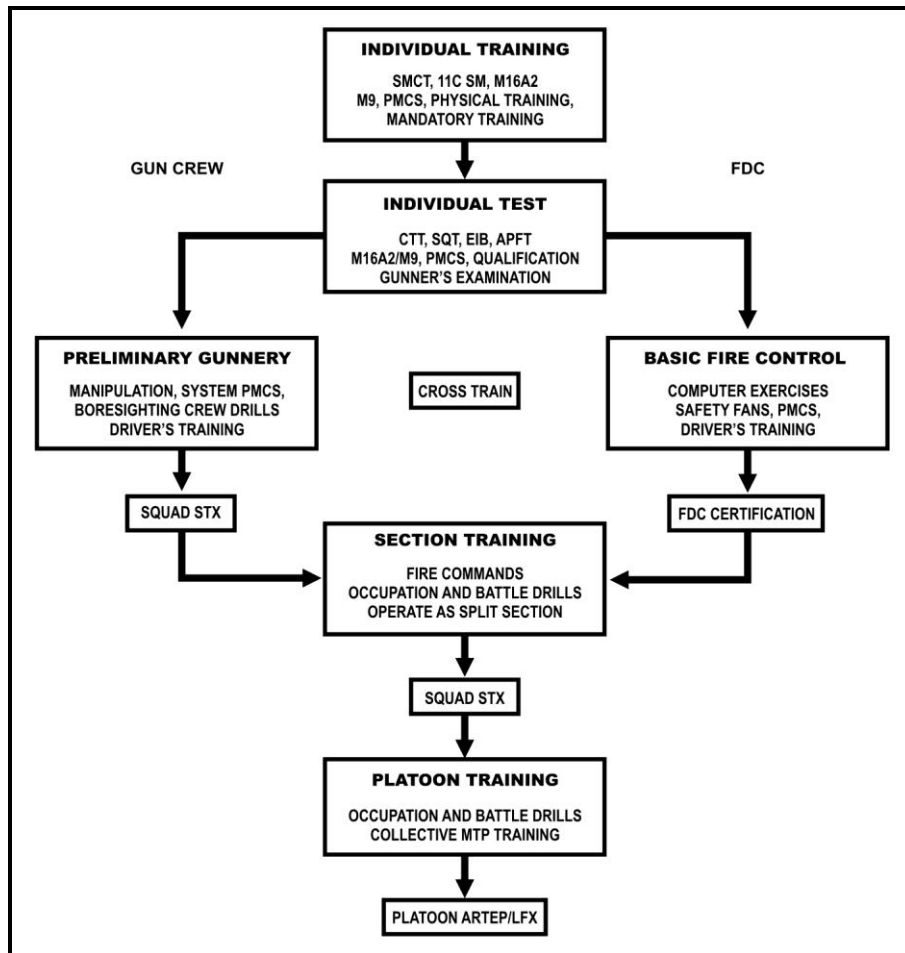 INDIVIDUAL TRAINING
SMCT, 11C SM, M16A2
M9, PMCS, PHYSICAL TRAINING,
MANDATORY TRAINING
GUN CREW
FDC
INDIVIDUAL TEST
CTT, SQT, EIB, APFT
M16A2/M9, PMCS, QUALIFICATION
GUNNER'S EXAMINATION
PRELIMINARY GUNNERY
MANIPULATION, SYSTEM PMCS,
BORESIGHTING CREW DRILLS
DRIVER'S TRAINING
CROSS TRAIN
BASIC FIRE CONTROL
COMPUTER EXERCISES
SAFETY FANS, PMCS,
DRIVER'S TRAINING
SQUAD STX
FDC CERTIFICATION
SECTION TRAINING
FIRE COMMANDS
OCCUPATION AND BATTLE DRILLS
OPERATE AS SPLIT SECTION
SQUAD STX
PLATOON TRAINING
OCCUPATION AND BATTLE DRILLS
COLLECTIVE MTP TRAINING
PLATOON ARTEP/LFX